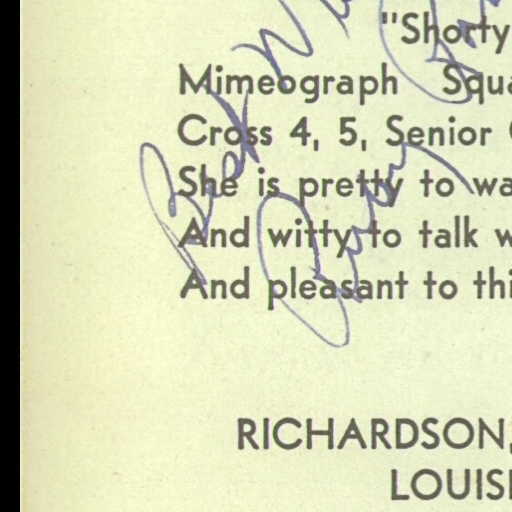 "Shorty
Mimeograph Squa
Cross 4, 5, Senior
She is pretty to wa
And witty to talk w
And pleasant to thi
RICHARDSON,
LOUIS
Best